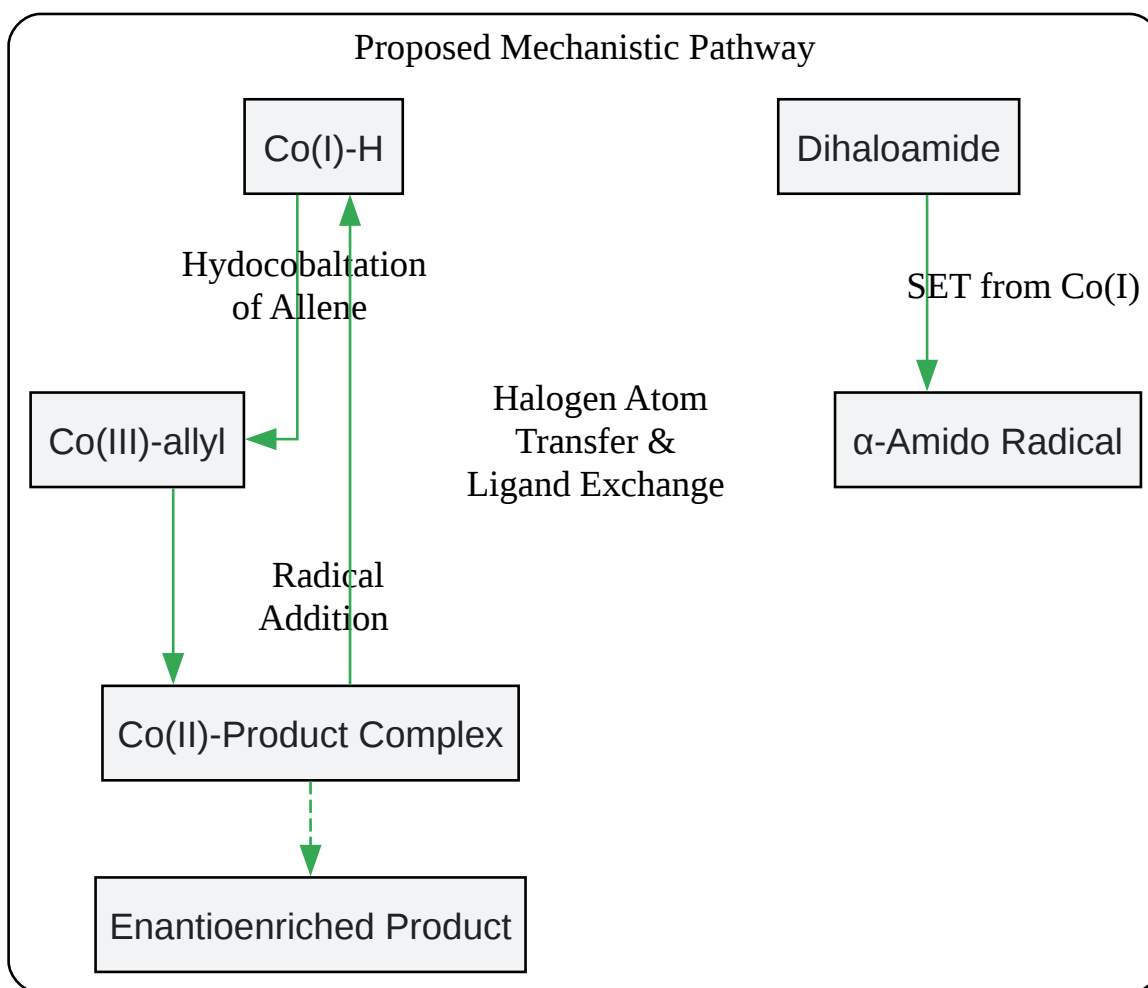 Proposed Mechanistic Pathway
Co(I)-H
Dihaloamide
Hydocobaltation
of Allene
SET from Co(I)
Co(III)-allyl
Halogen Atom
Transfer &
Ligand Exchange
α-Amido Radical
Radical
Addition
Co(II)-Product Complex
Enantioenriched Product